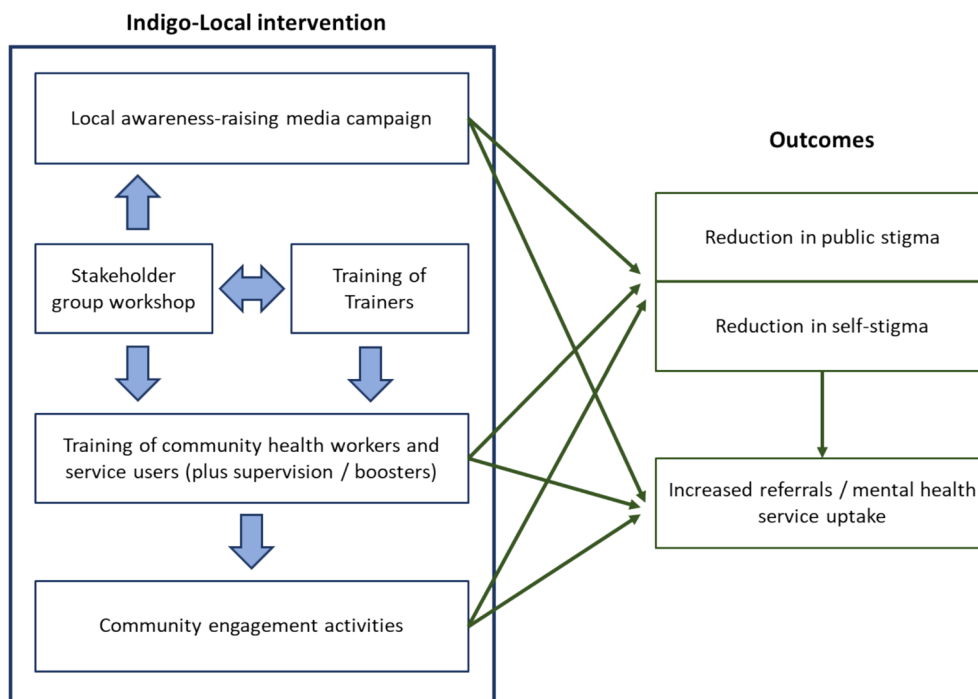 Indigo-Local intervention
Local awareness-raising media campaign
Stakeholder
group workshop
Training of
Trainers
Training of community health workers and
service users (plus supervision / boosters)
Community engagement activities
Outcomes
Reduction in public stigma
Reduction in self-stigma
Increased referrals / mental health
service uptake